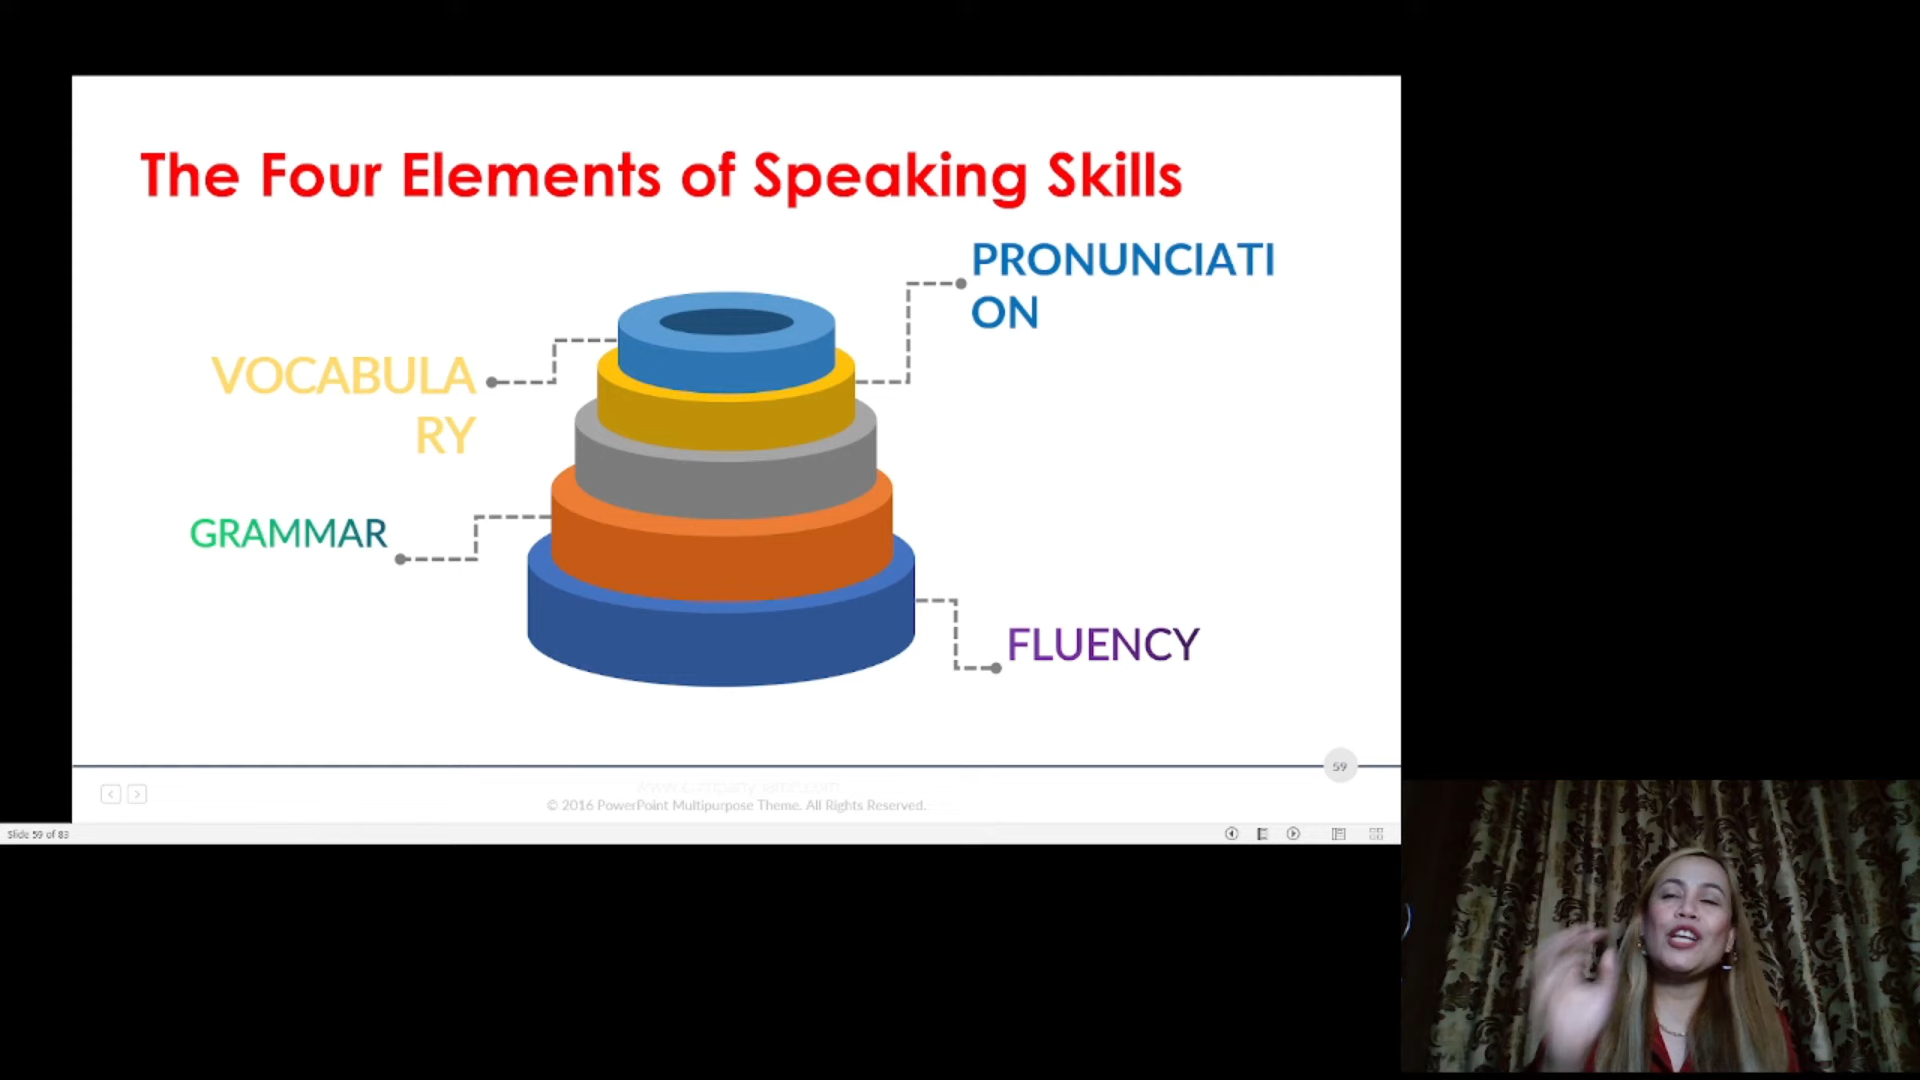 The Four Elements of Speaking Skills
PRONUNCIATI
ON
VOCABULA
RY
GRAMMAR
FLUENCY
59
© 2016 PowerPoint Multipurpose Theme. All Rights Reserved.
Slide 59 of 83